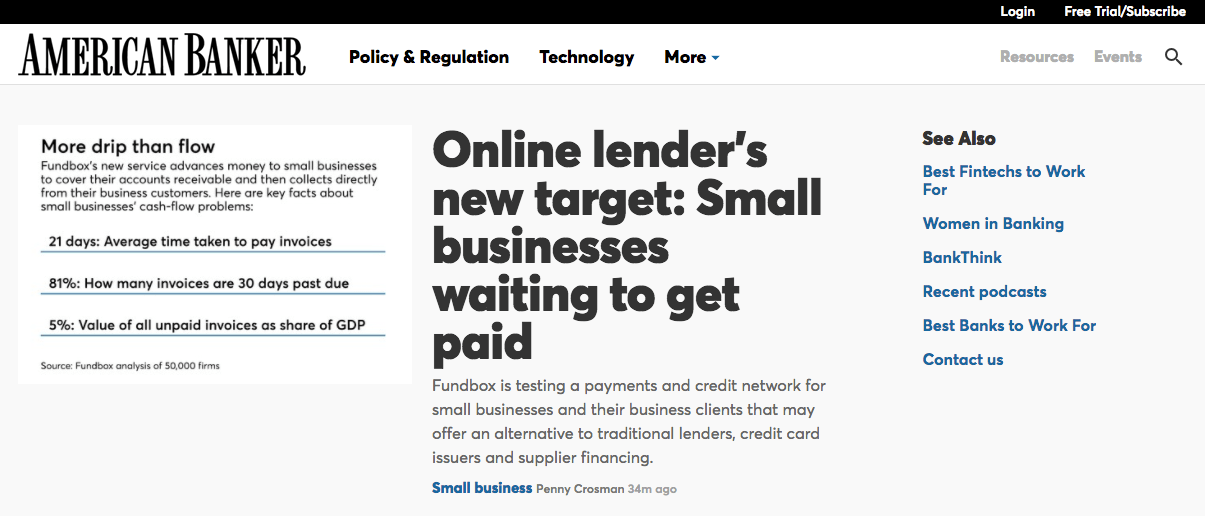 Login Free Trial/Subscribe
AMERICAN BANKER Policy & Regulation Technology More Resources Events
More drip than flow
Fundbox's new service advances money to small businesses
to cover their accounts receivable and then collects directly
from their business customers. Here are key facts about
small businesses' cash-flow problems:
21 days: Average time taken to pay invoices
81%: How many invoices are 30 days past due
5%: Value of all unpaid invoices as share of GDP
Source: Fundbox analysis of 50,000 firms
Online lender's
new target: Small
businesses
waiting to get
paid
Fundbox is testing a payments and credit network for
small businesses and their business clients that may
offer an alternative to traditional lenders, credit card
issuers and supplier financing.
Small business Penny Crosman 34m ago
See Also
Best Fintechs to Work
For
Women in Banking
BankThink
Recent podcasts
Best Banks to Work For
Contact us